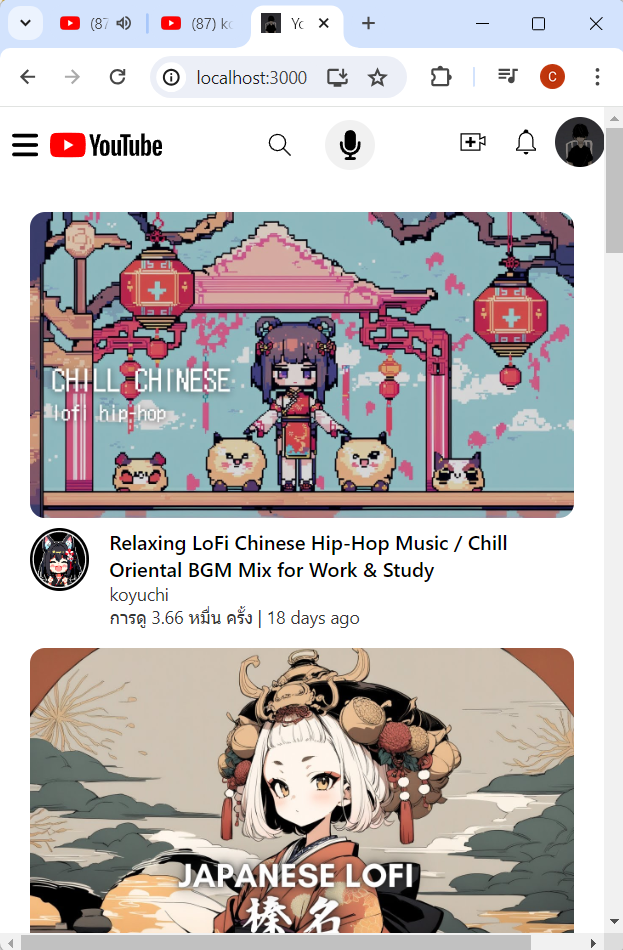 (87
(87) k
Yo
localhost:3000
C
YouTube
CHILL CHINESE
lofi hip-hop
Relaxing LoFi Chinese Hip-Hop Music / Chill
Oriental BGM Mix for Work & Study
koyuchi
การดู 3.66 หมื่น ครั้ง | 18 days ago
JAPANESE LOFI
榛名